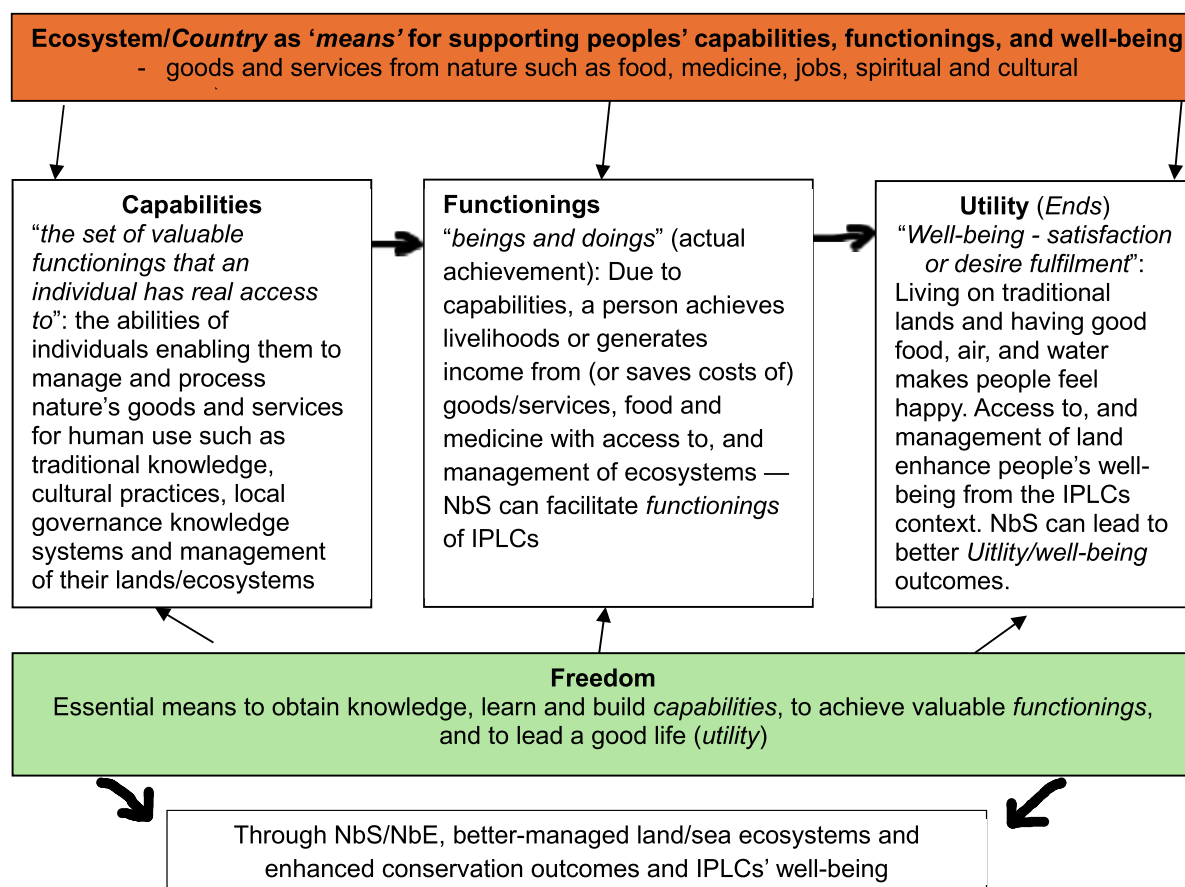 Ecosystem/Country as ‘means’ for supporting peoples’ capabilities, functionings, and well-being
- goods and services from nature such as food, medicine, jobs, spiritual and cultural
Capabilities
“the set of valuable
functionings that an
individual has real access
to”: the abilities of
individuals enabling them to
manage and process
nature’s goods and services
for human use such as
traditional knowledge,
cultural practices, local
governance knowledge
systems and management
of their lands/ecosystems
Functionings
“beings and doings” (actual
achievement): Due to
capabilities, a person achieves
livelihoods or generates
income from (or saves costs of)
goods/services, food and
medicine with access to, and
management of ecosystems —
NbS can facilitate functionings
of IPLCs
Utility (Ends)
“Well-being - satisfaction
or desire fulfilment”:
Living on traditional
lands and having good
food, air, and water
makes people feel
happy. Access to, and
management of land
enhance people’s well-
being from the IPLCs
context. NbS can lead to
better Uitlity/well-being
outcomes.
Freedom
Essential means to obtain knowledge, learn and build capabilities, to achieve valuable functionings,
and to lead a good life (utility)
Through NbS/NbE, better-managed land/sea ecosystems and
enhanced conservation outcomes and IPLCs’ well-being